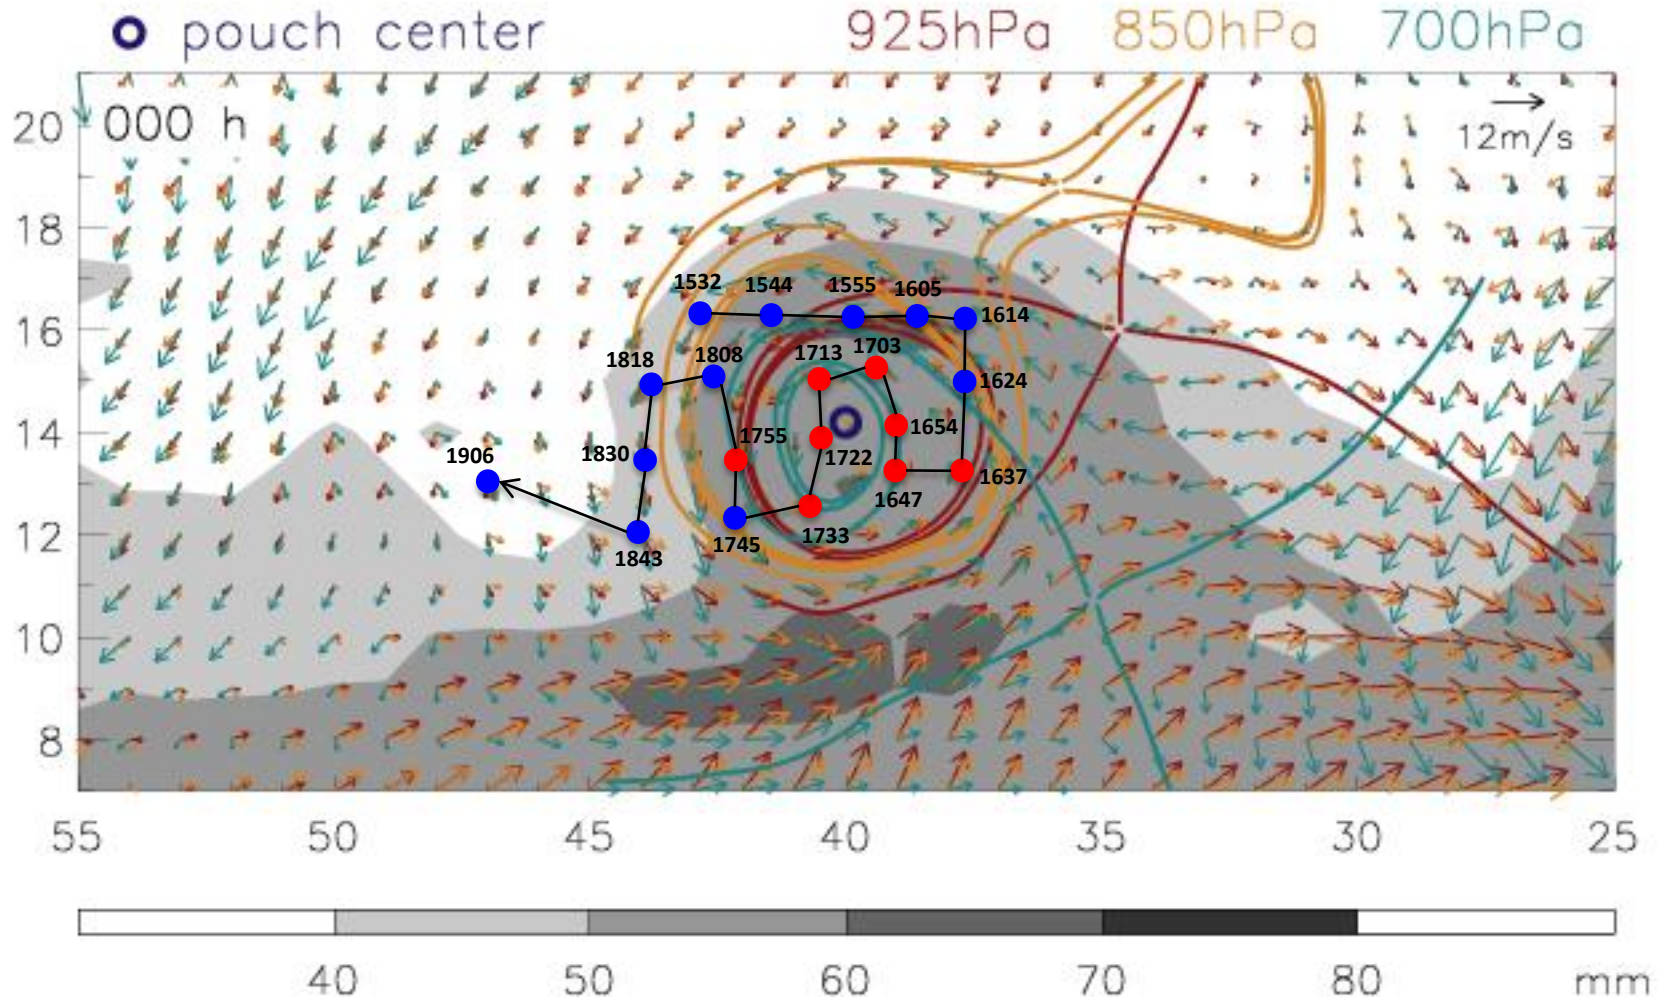 pouch center 925hPa 850hPa 700hPa
20 000 h 12m/s
18
1532 1544 1555 1605
16 1614
1818 1808 1713 1703
1624
14 1906 1830 1755 1722 1654
1647 1637
12 1843 1745 1733
10
8
55 50 45 40 35 30 25
40 50 60 70 80 mm